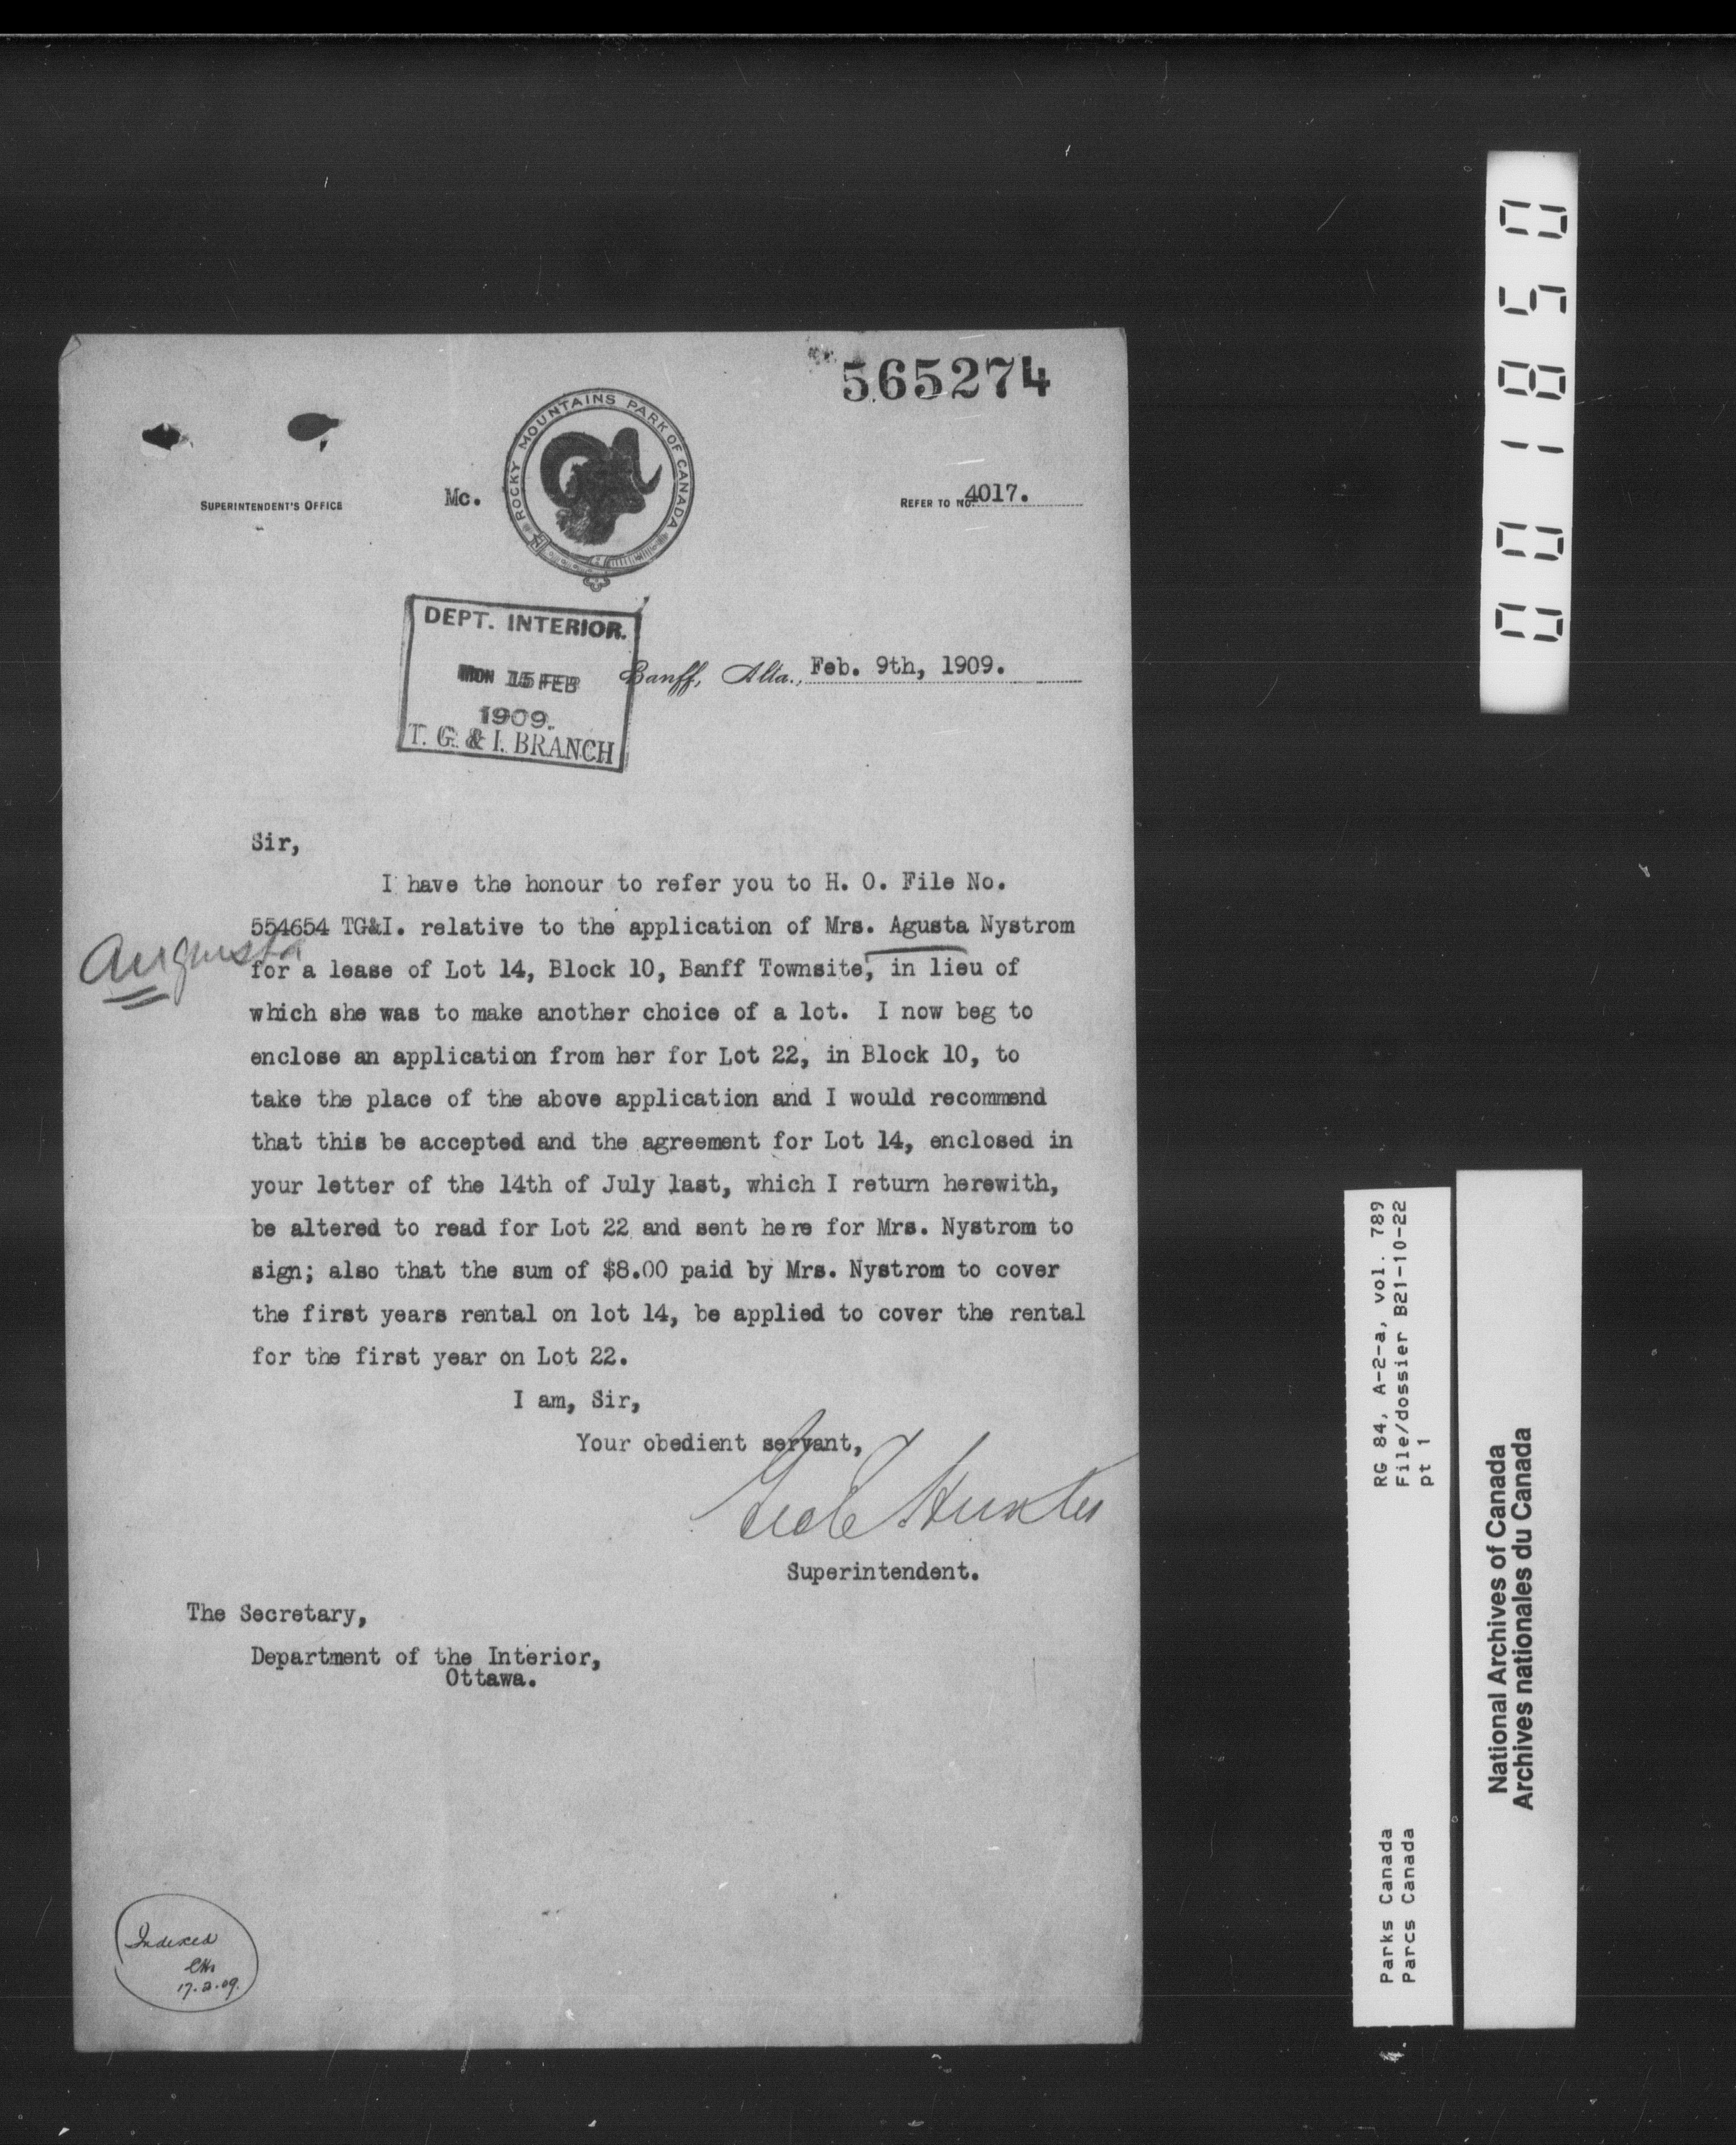 565274
ROCKY MOUNTAINS PARK OF CANADA
SUPERINTENDENT'S OFFICE
Mc.
REFER TO No. 4017.
DEPT. INTERIOR.
MON 15 FEB
1909.
T. G. & I. BRANCH
Banff, Alta., Feb. 9th, 1909.
Sir,
I have the honour to refer you to H. O. File No.
554654 TG&I. relative to the application of Mrs. Agusta Nystrom
Augusta
for a lease of Lot 14, Block 10, Banff Townsite, in lieu of
which she was to make another choice of a lot. I now beg to
enclose an application from her for Lot 22, in Block 10, to
take the place of the above application and I would recommend
that this be accepted and the agreement for Lot 14, enclosed in
your letter of the 14th of July last, which I return herewith,
be altered to read for Lot 22 and sent here for Mrs. Nystrom to
sign; also that the sum of $8.00 paid by Mrs. Nystrom to cover
the first years rental on lot 14, be applied to cover the rental
for the first year on Lot 22.
I am, Sir,
Your obedient servant,
Hunter
Superintendent.
The Secretary,
Department of the Interior,
Ottawa.
Indexed
17.2.09.
001850
RG 84, A-2-a, vol. 789
File/dossier B21-10-22
pt 1
Parks Canada
Parcs Canada
National Archives of Canada
Archives nationales du Canada